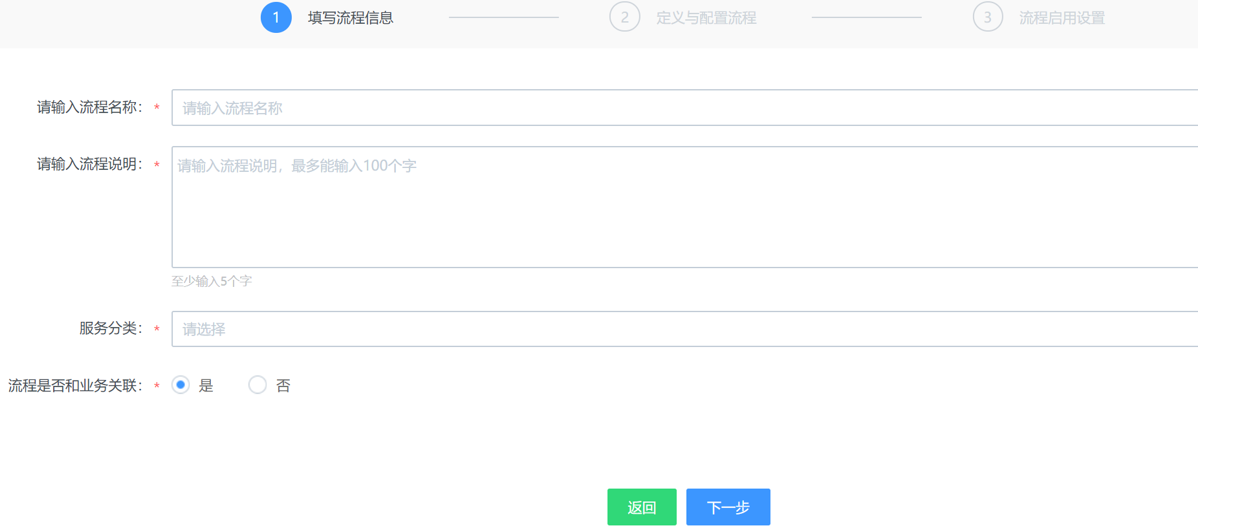 1 填写流程信息 2 定义与配置流程 3 流程启用设置
请输入流程名称： * 请输入流程名称
请输入流程说明： * 请输入流程说明，最多能输入100个字
至少输入5个字
服务分类： * 请选择
流程是否和业务关联： * 是 否
返回 下一步